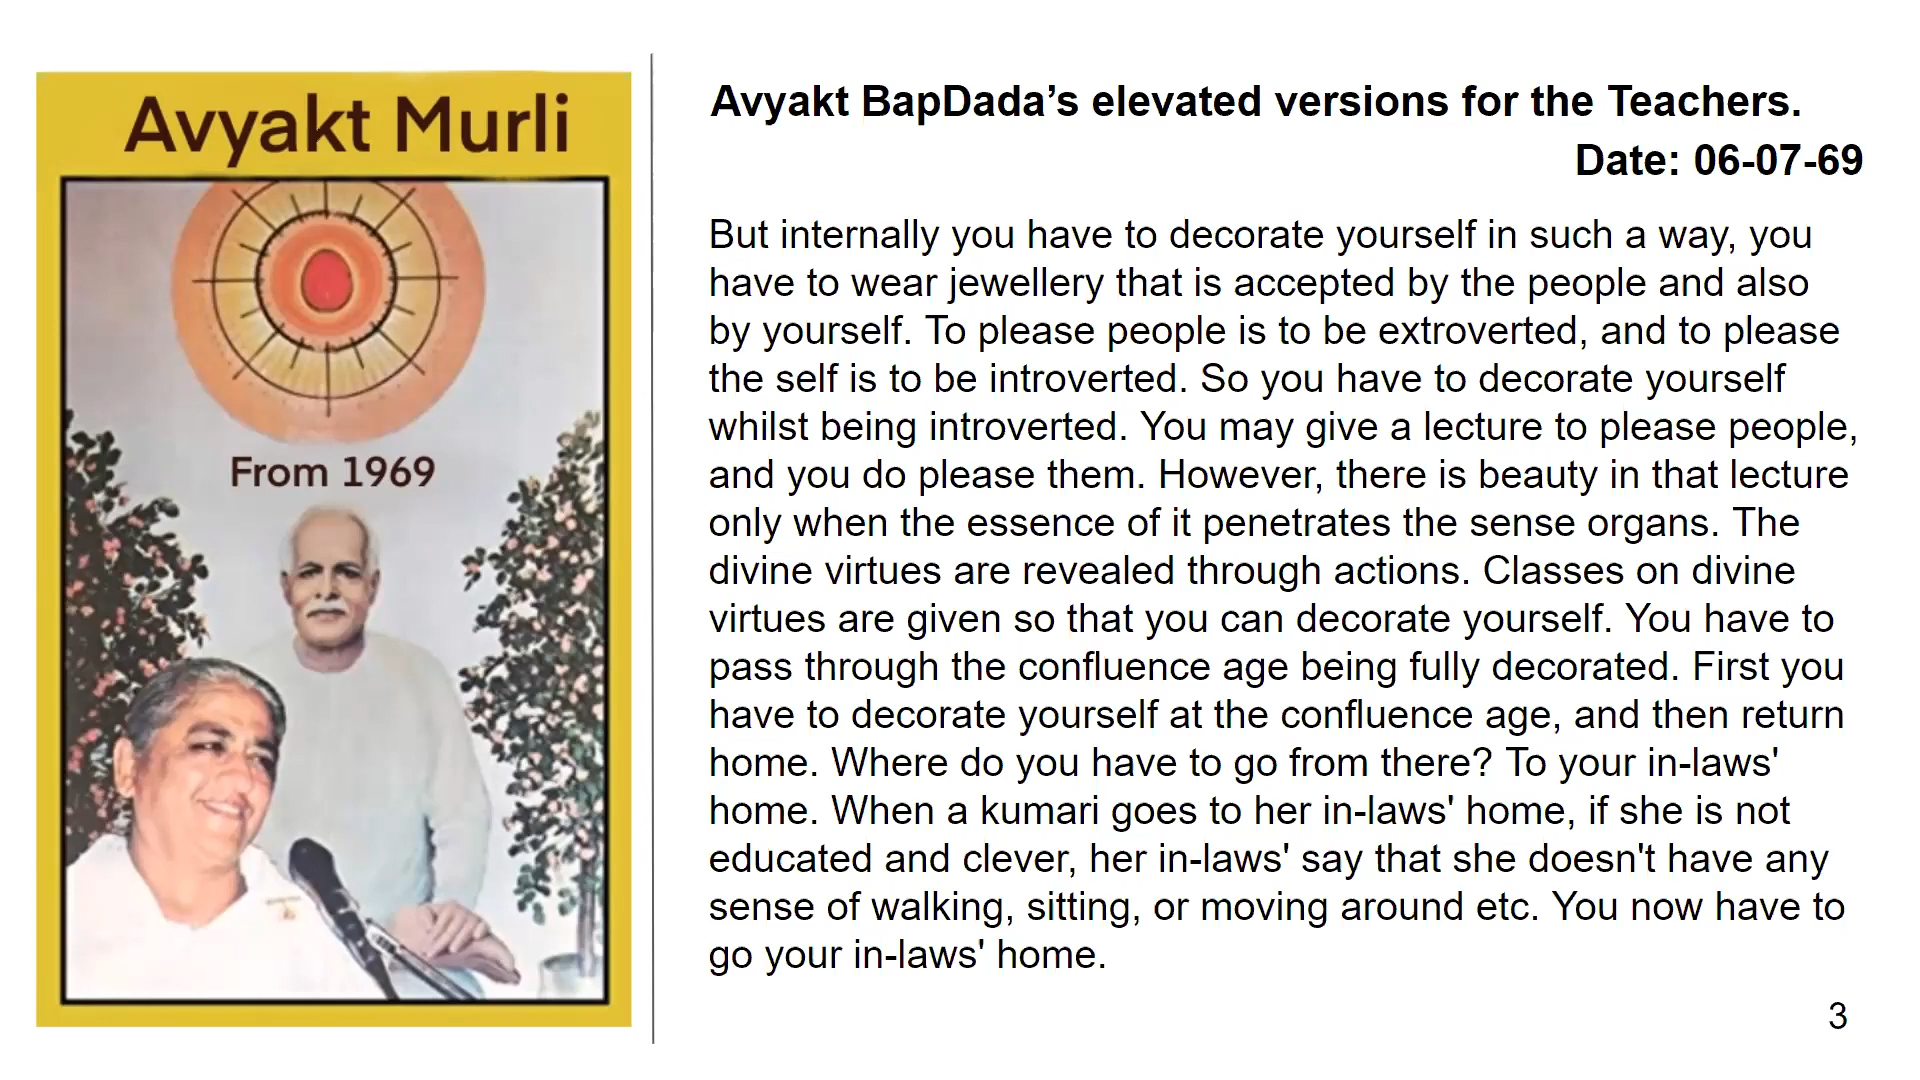 Avyakt Murli
From 1969
Avyakt BapDada’s elevated versions for the Teachers.
Date: 06-07-69
But internally you have to decorate yourself in such a way, you
have to wear jewellery that is accepted by the people and also
by yourself. To please people is to be extroverted, and to please
the self is to be introverted. So you have to decorate yourself
whilst being introverted. You may give a lecture to please people,
and you do please them. However, there is beauty in that lecture
only when the essence of it penetrates the sense organs. The
divine virtues are revealed through actions. Classes on divine
virtues are given so that you can decorate yourself. You have to
pass through the confluence age being fully decorated. First you
have to decorate yourself at the confluence age, and then return
home. Where do you have to go from there? To your in-laws'
home. When a kumari goes to her in-laws' home, if she is not
educated and clever, her in-laws' say that she doesn't have any
sense of walking, sitting, or moving around etc. You now have to
go your in-laws' home.
3